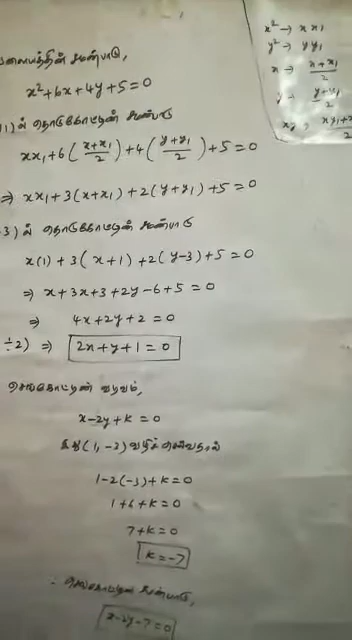 x² → xx₁
y² → yy₁
x → x+x₁/2
y → y+y₁/2
சமன்பாடு,
x²+6x+4y+5=0
1) ல் தொடுகோட்டின் சமன்பாடு
xx₁+6(x+x₁/2)+4(y+y₁/2)+5=0
⇒ xx₁+3(x+x₁)+2(y+y₁)+5=0
-3) ல் தொடுகோட்டின் சமன்பாடு
x(1)+3(x+1)+2(y-3)+5=0
⇒ x+3x+3+2y-6+5=0
⇒ 4x+2y+2=0
÷2) ⇒ 2x+y+1=0
செங்கோட்டின் வடிவம்,
x-2y+k=0
இது (1,-3) வழிச் செல்வதால்
1-2(-3)+k=0
1+6+k=0
7+k=0
k=-7
∴ செங்கோட்டின் சமன்பாடு,
x-2y-7=0